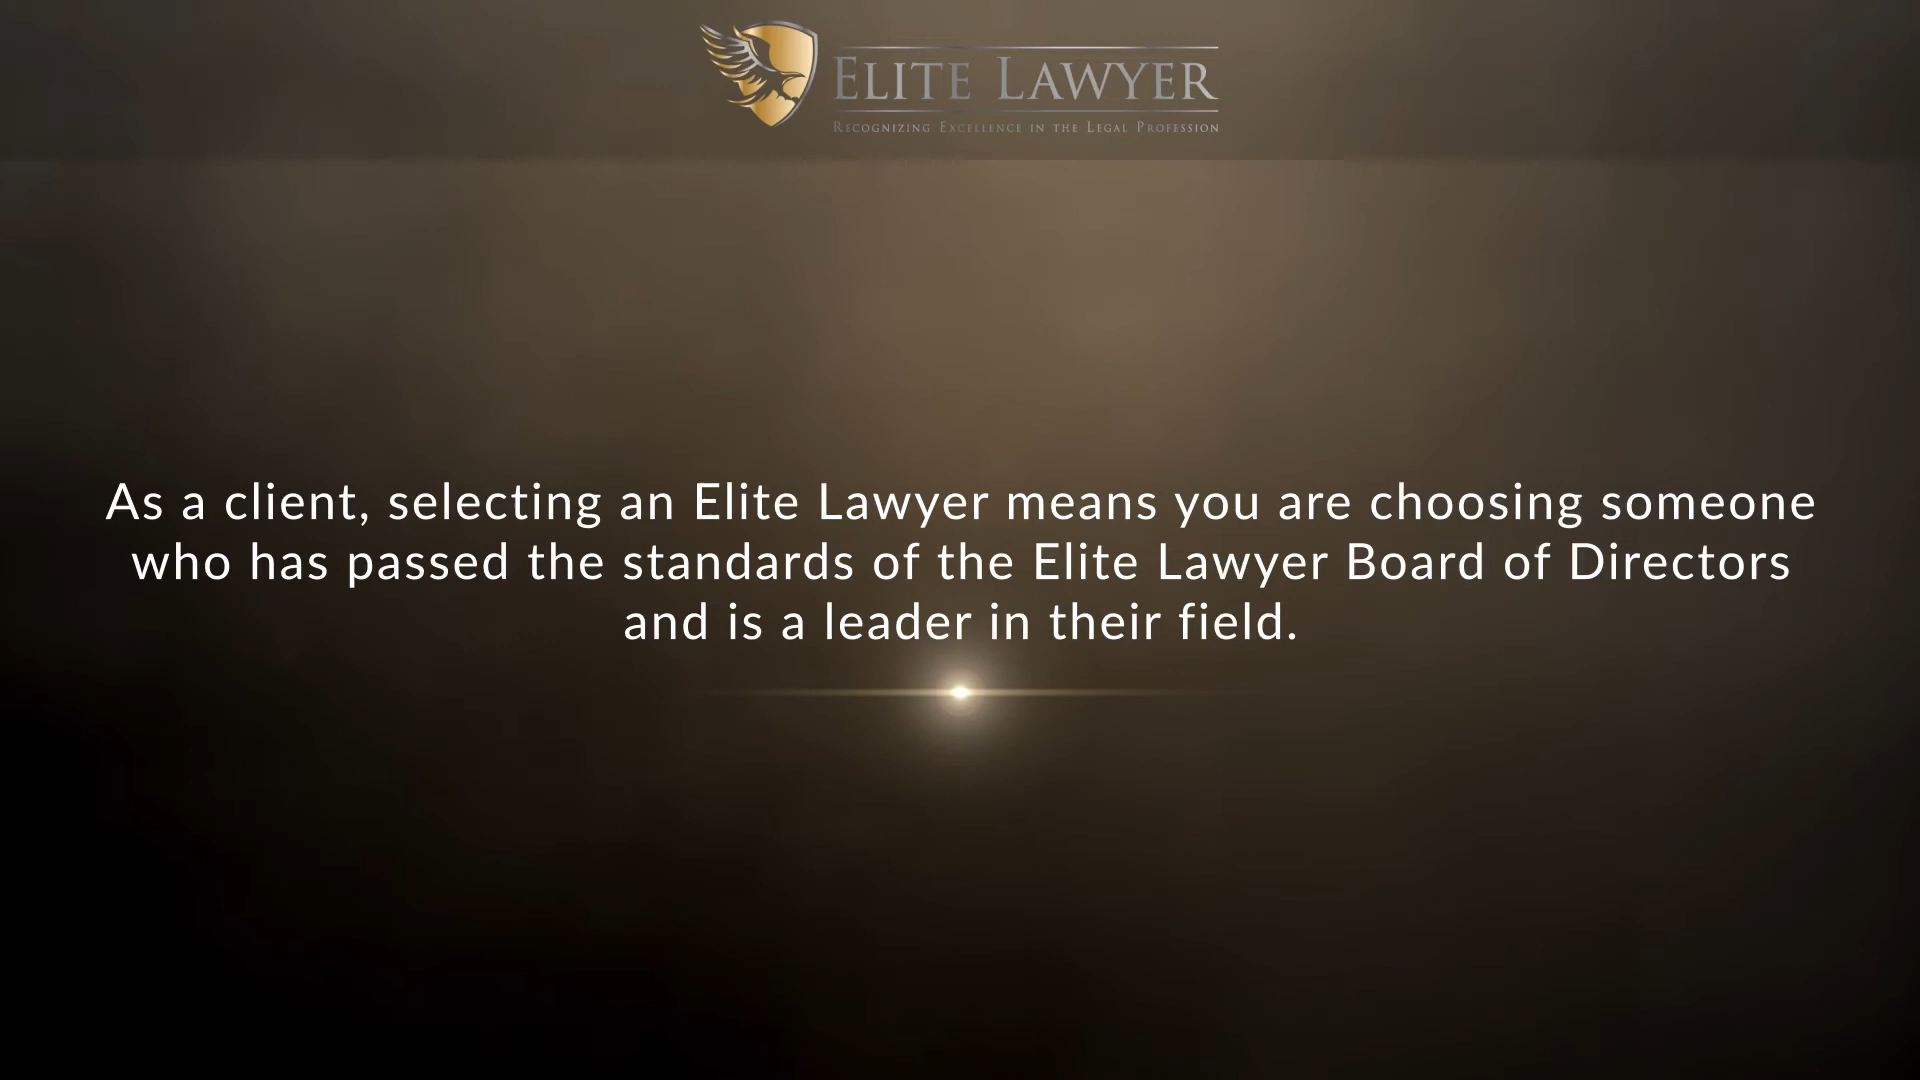 ELITE LAWYER
RECOGNIZING EXCELLENCE IN THE LEGAL PROFESSION
As a client, selecting an Elite Lawyer means you are choosing someone
who has passed the standards of the Elite Lawyer Board of Directors
and is a leader in their field.